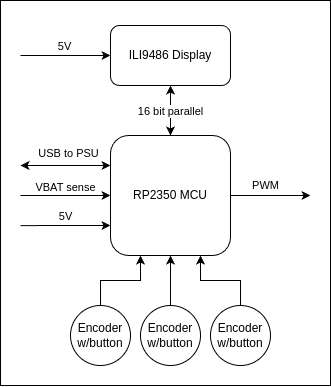 5V
ILI9486 Display
16 bit parallel
USB to PSU
VBAT sense
5V
RP2350 MCU
PWM
Encoder
w/button
Encoder
w/button
Encoder
w/button